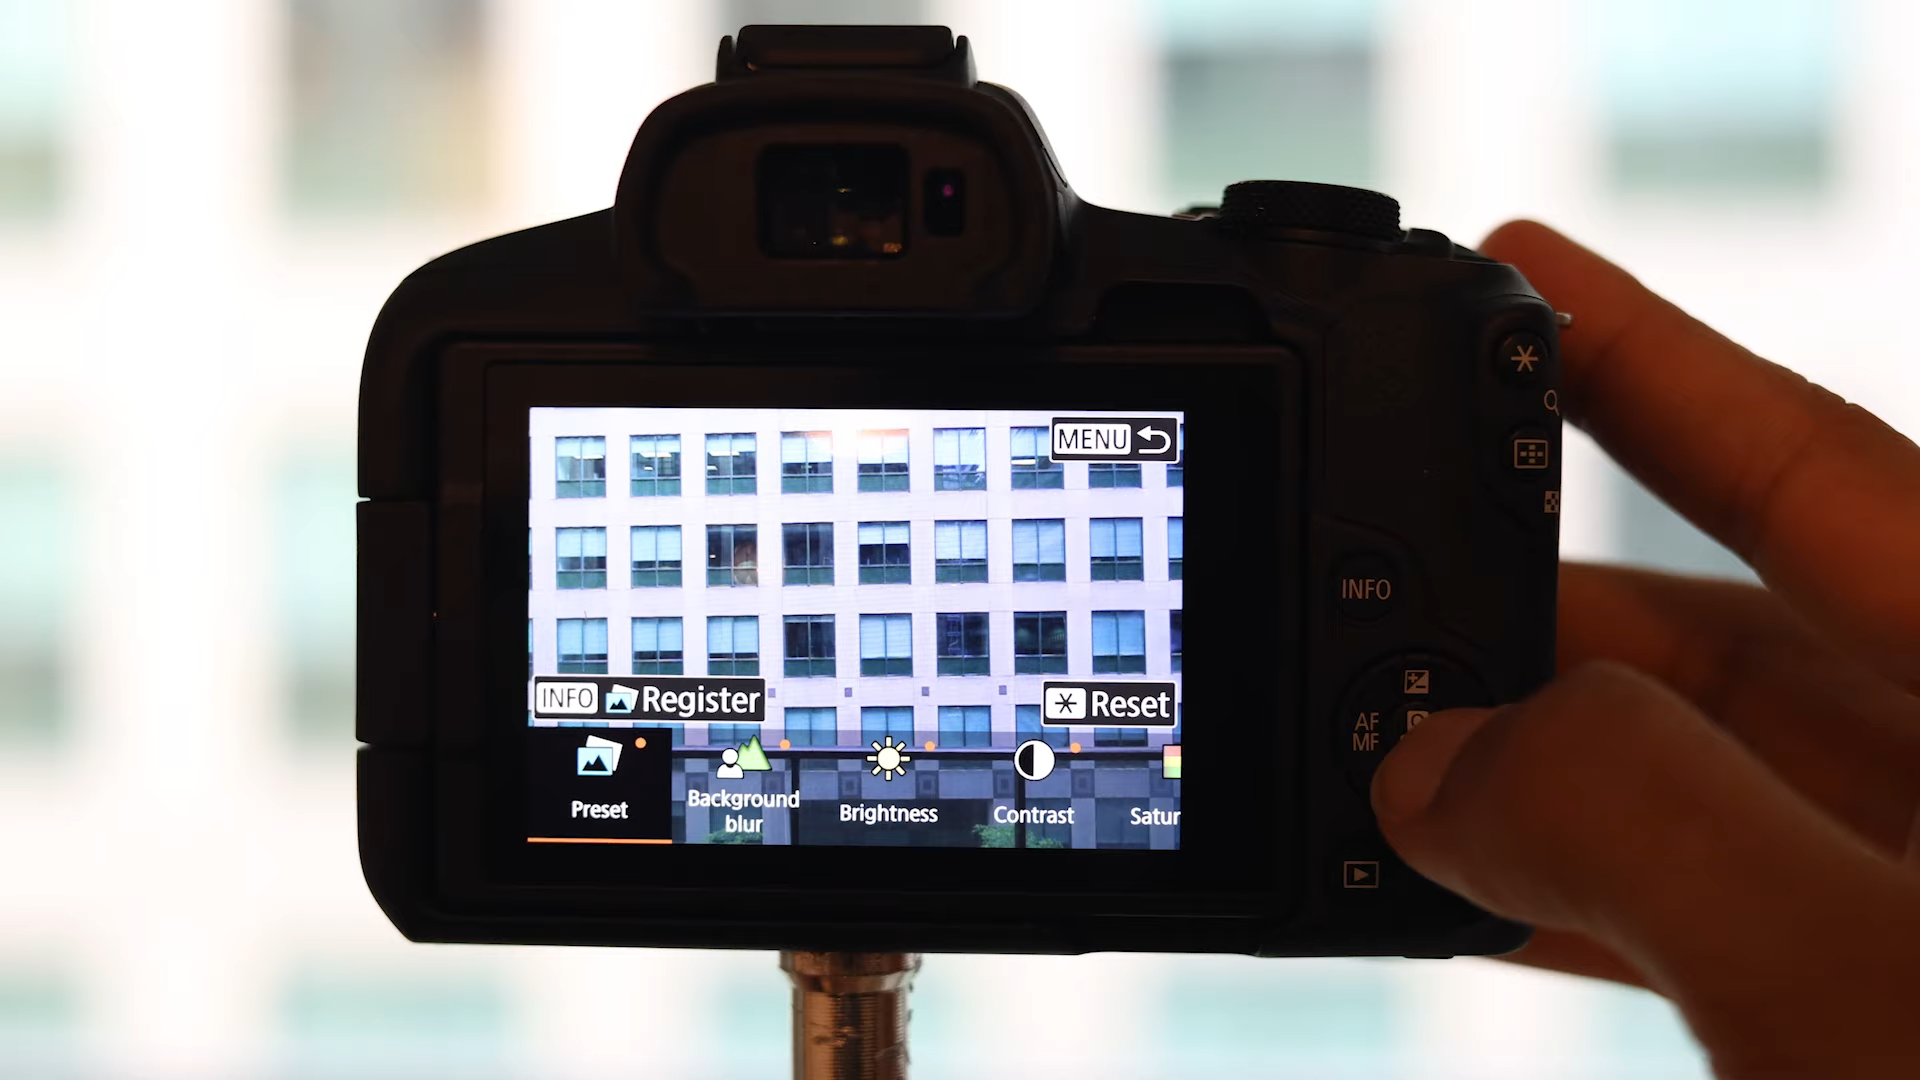 MENU
INFO Register
Reset
Preset
Background
blur
Brightness
Contrast
Satur
INFO
AF
MF